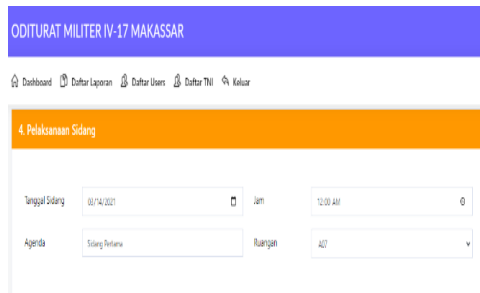 ODITURAT MILITER IV-17 MAKASSAR
Dashboard Daftar Laporan Daftar Users Daftar TNI Keluar
4. Pelaksanaan Sidang
Tanggal Sidang 03/14/2021 Jam 12:00 AM
Agenda Sidang Pertama Ruangan A07